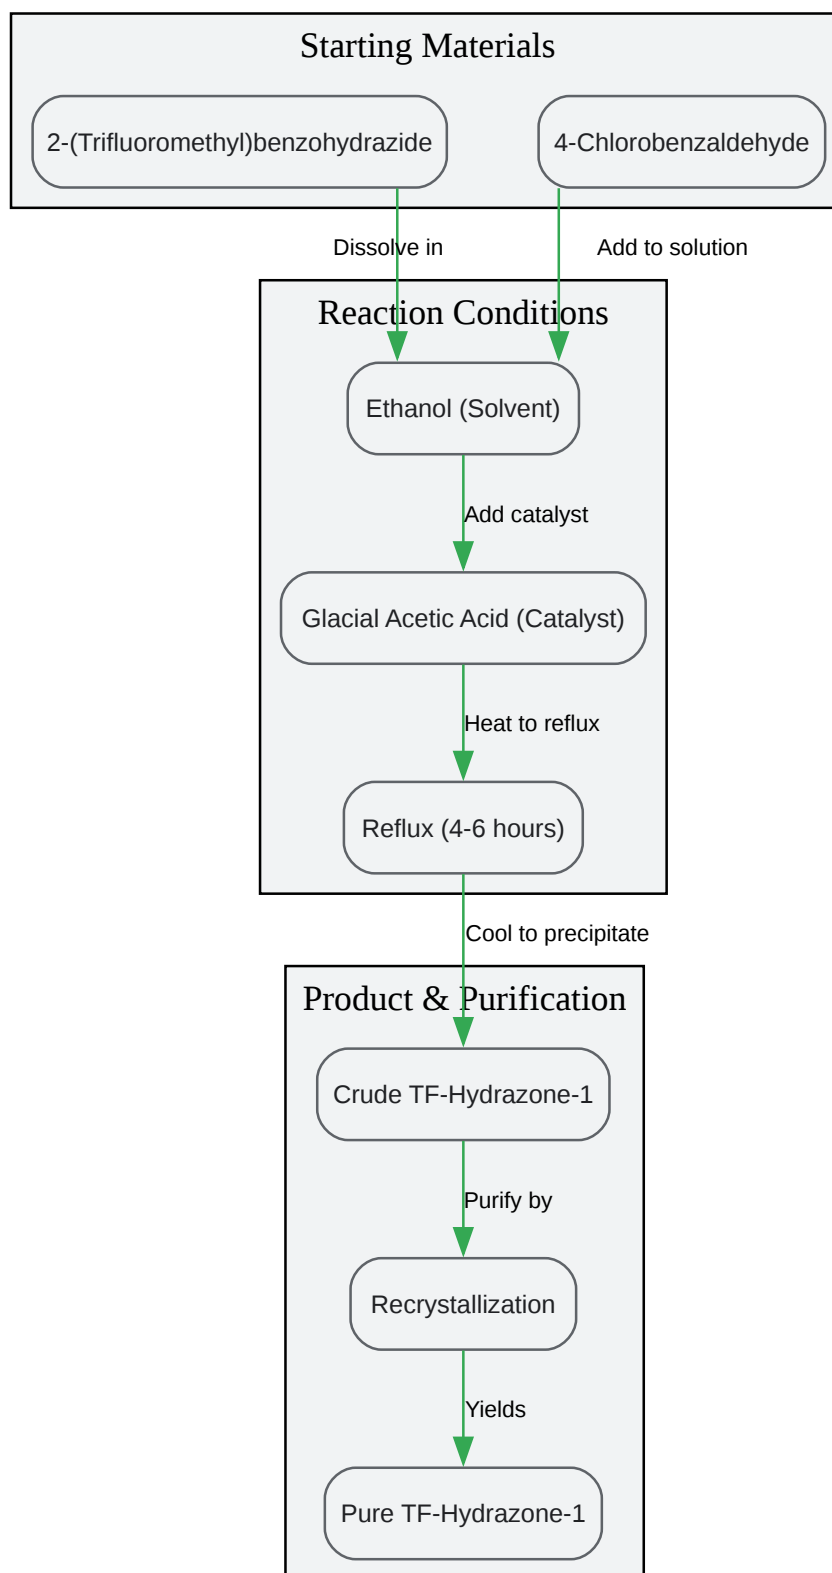 Starting Materials
2-(Trifluoromethyl)benzohydrazide
4-Chlorobenzaldehyde
Dissolve in
Add to solution
Reaction Conditions
Ethanol (Solvent)
Add catalyst
Glacial Acetic Acid (Catalyst)
Heat to reflux
Reflux (4-6 hours)
Cool to precipitate
Product & Purification
Crude TF-Hydrazone-1
Purify by
Recrystallization
Yields
Pure TF-Hydrazone-1